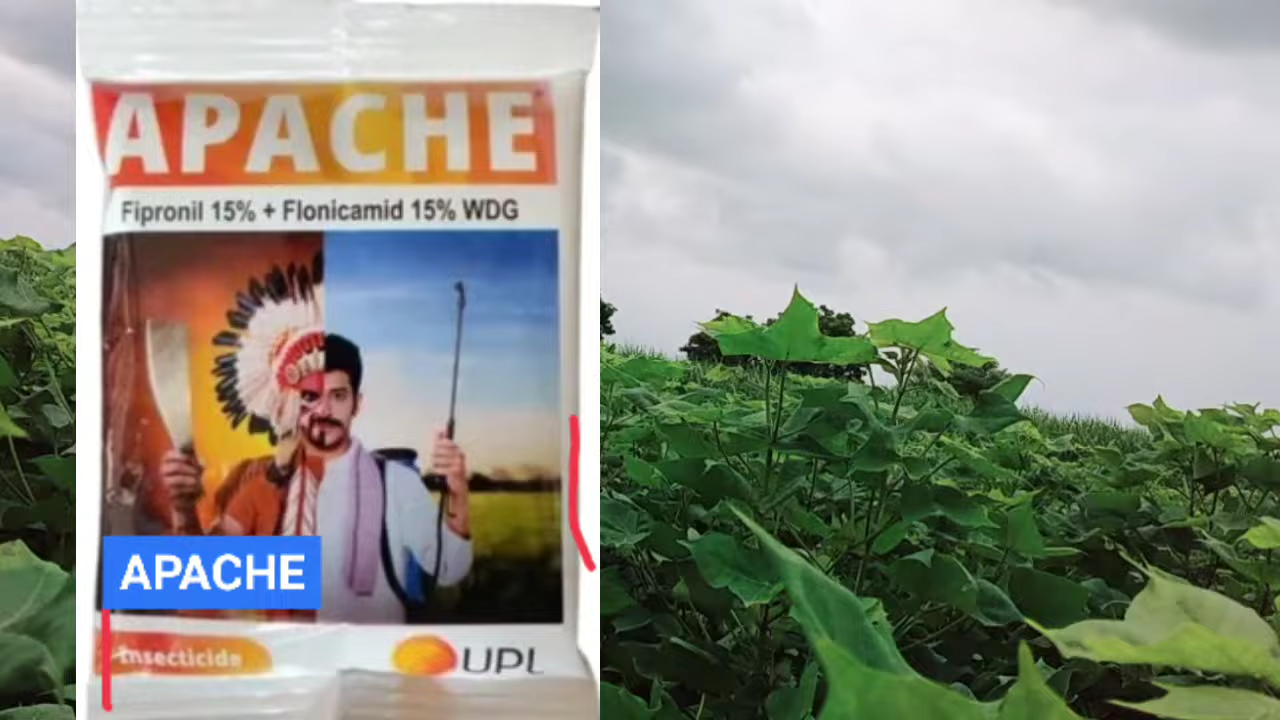 APACHE
Fipronil 15% + Flonicamid 15% WDG
APACHE
Insecticide
UPL